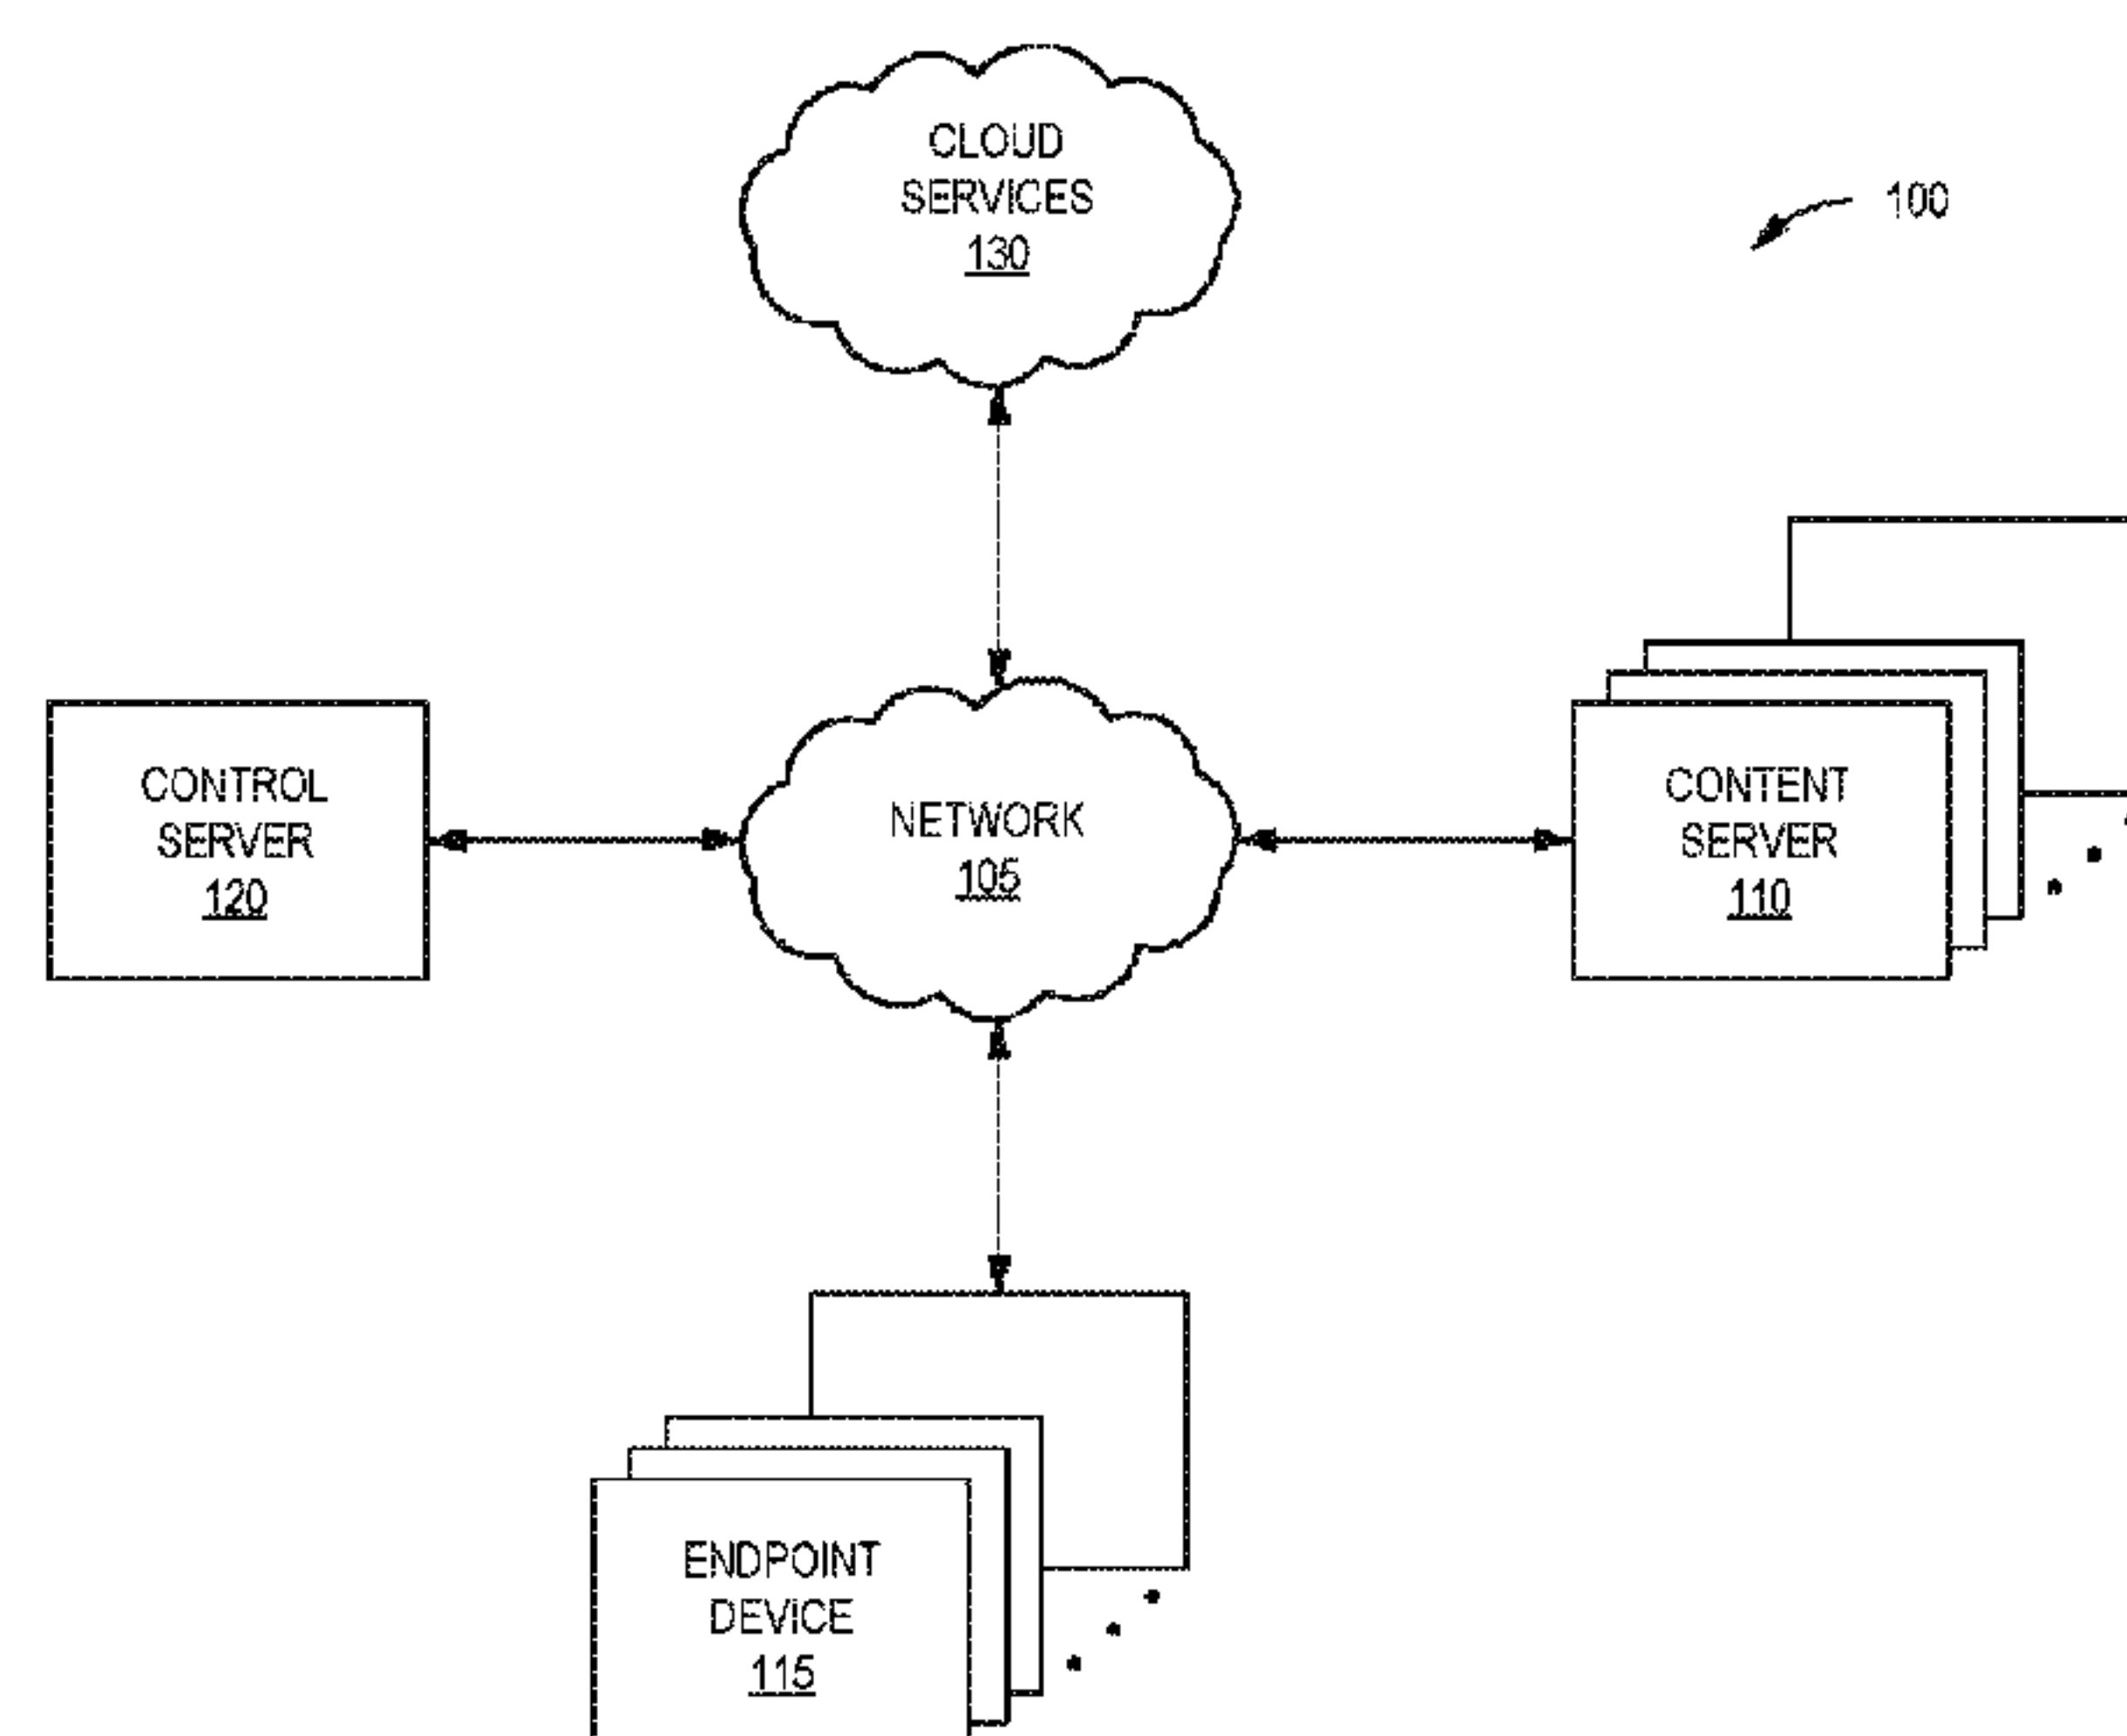 CLOUD
SERVICES
130
100
CONTROL
SERVER
120
NETWORK
105
CONTENT
SERVER
110
ENDPOINT
DEVICE
115